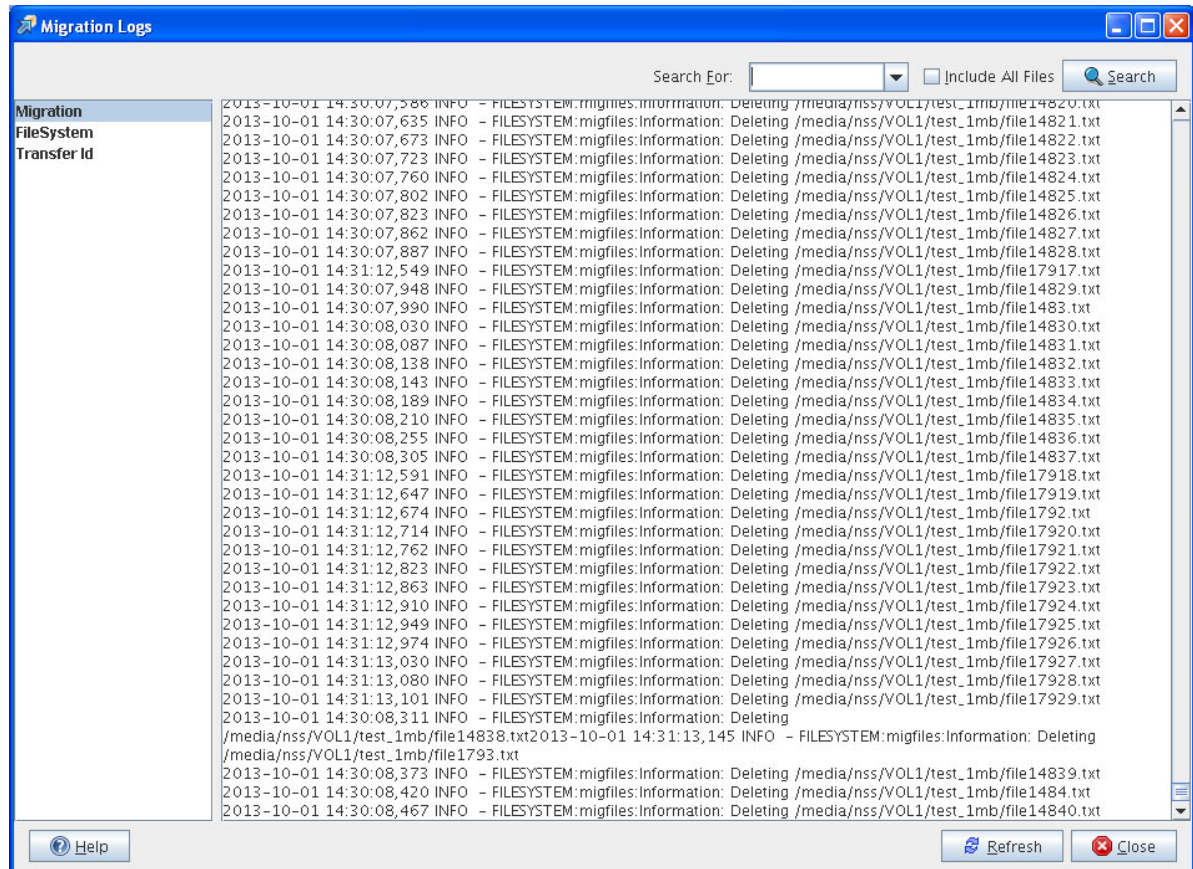 Migration Logs
Search For:
Include All Files
Search
Migration
FileSystem
Transfer Id
2013-10-01 14:30:07,586 INFO - FILESYSTEM:migfiles:Information: Deleting /media/nss/VOL1/test_1mb/file14820.txt
2013-10-01 14:30:07,635 INFO - FILESYSTEM:migfiles:Information: Deleting /media/nss/VOL1/test_1mb/file14821.txt
2013-10-01 14:30:07,673 INFO - FILESYSTEM:migfiles:Information: Deleting /media/nss/VOL1/test_1mb/file14822.txt
2013-10-01 14:30:07,723 INFO - FILESYSTEM:migfiles:Information: Deleting /media/nss/VOL1/test_1mb/file14823.txt
2013-10-01 14:30:07,760 INFO - FILESYSTEM:migfiles:Information: Deleting /media/nss/VOL1/test_1mb/file14824.txt
2013-10-01 14:30:07,802 INFO - FILESYSTEM:migfiles:Information: Deleting /media/nss/VOL1/test_1mb/file14825.txt
2013-10-01 14:30:07,823 INFO - FILESYSTEM:migfiles:Information: Deleting /media/nss/VOL1/test_1mb/file14826.txt
2013-10-01 14:30:07,862 INFO - FILESYSTEM:migfiles:Information: Deleting /media/nss/VOL1/test_1mb/file14827.txt
2013-10-01 14:30:07,887 INFO - FILESYSTEM:migfiles:Information: Deleting /media/nss/VOL1/test_1mb/file14828.txt
2013-10-01 14:31:12,549 INFO - FILESYSTEM:migfiles:Information: Deleting /media/nss/VOL1/test_1mb/file17917.txt
2013-10-01 14:30:07,948 INFO - FILESYSTEM:migfiles:Information: Deleting /media/nss/VOL1/test_1mb/file14829.txt
2013-10-01 14:30:07,990 INFO - FILESYSTEM:migfiles:Information: Deleting /media/nss/VOL1/test_1mb/file1483.txt
2013-10-01 14:30:08,030 INFO - FILESYSTEM:migfiles:Information: Deleting /media/nss/VOL1/test_1mb/file14830.txt
2013-10-01 14:30:08,087 INFO - FILESYSTEM:migfiles:Information: Deleting /media/nss/VOL1/test_1mb/file14831.txt
2013-10-01 14:30:08,138 INFO - FILESYSTEM:migfiles:Information: Deleting /media/nss/VOL1/test_1mb/file14832.txt
2013-10-01 14:30:08,143 INFO - FILESYSTEM:migfiles:Information: Deleting /media/nss/VOL1/test_1mb/file14833.txt
2013-10-01 14:30:08,189 INFO - FILESYSTEM:migfiles:Information: Deleting /media/nss/VOL1/test_1mb/file14834.txt
2013-10-01 14:30:08,210 INFO - FILESYSTEM:migfiles:Information: Deleting /media/nss/VOL1/test_1mb/file14835.txt
2013-10-01 14:30:08,255 INFO - FILESYSTEM:migfiles:Information: Deleting /media/nss/VOL1/test_1mb/file14836.txt
2013-10-01 14:30:08,305 INFO - FILESYSTEM:migfiles:Information: Deleting /media/nss/VOL1/test_1mb/file14837.txt
2013-10-01 14:31:12,591 INFO - FILESYSTEM:migfiles:Information: Deleting /media/nss/VOL1/test_1mb/file17918.txt
2013-10-01 14:31:12,647 INFO - FILESYSTEM:migfiles:Information: Deleting /media/nss/VOL1/test_1mb/file17919.txt
2013-10-01 14:31:12,674 INFO - FILESYSTEM:migfiles:Information: Deleting /media/nss/VOL1/test_1mb/file1792.txt
2013-10-01 14:31:12,714 INFO - FILESYSTEM:migfiles:Information: Deleting /media/nss/VOL1/test_1mb/file17920.txt
2013-10-01 14:31:12,762 INFO - FILESYSTEM:migfiles:Information: Deleting /media/nss/VOL1/test_1mb/file17921.txt
2013-10-01 14:31:12,823 INFO - FILESYSTEM:migfiles:Information: Deleting /media/nss/VOL1/test_1mb/file17922.txt
2013-10-01 14:31:12,863 INFO - FILESYSTEM:migfiles:Information: Deleting /media/nss/VOL1/test_1mb/file17923.txt
2013-10-01 14:31:12,910 INFO - FILESYSTEM:migfiles:Information: Deleting /media/nss/VOL1/test_1mb/file17924.txt
2013-10-01 14:31:12,949 INFO - FILESYSTEM:migfiles:Information: Deleting /media/nss/VOL1/test_1mb/file17925.txt
2013-10-01 14:31:12,974 INFO - FILESYSTEM:migfiles:Information: Deleting /media/nss/VOL1/test_1mb/file17926.txt
2013-10-01 14:31:13,030 INFO - FILESYSTEM:migfiles:Information: Deleting /media/nss/VOL1/test_1mb/file17927.txt
2013-10-01 14:31:13,080 INFO - FILESYSTEM:migfiles:Information: Deleting /media/nss/VOL1/test_1mb/file17928.txt
2013-10-01 14:31:13,101 INFO - FILESYSTEM:migfiles:Information: Deleting /media/nss/VOL1/test_1mb/file17929.txt
2013-10-01 14:30:08,311 INFO - FILESYSTEM:migfiles:Information: Deleting
/media/nss/VOL1/test_1mb/file14838.txt2013-10-01 14:31:13,145 INFO - FILESYSTEM:migfiles:Information: Deleting
/media/nss/VOL1/test_1mb/file1793.txt
2013-10-01 14:30:08,373 INFO - FILESYSTEM:migfiles:Information: Deleting /media/nss/VOL1/test_1mb/file14839.txt
2013-10-01 14:30:08,420 INFO - FILESYSTEM:migfiles:Information: Deleting /media/nss/VOL1/test_1mb/file1484.txt
2013-10-01 14:30:08,467 INFO - FILESYSTEM:migfiles:Information: Deleting /media/nss/VOL1/test_1mb/file14840.txt
Help
Refresh
Close